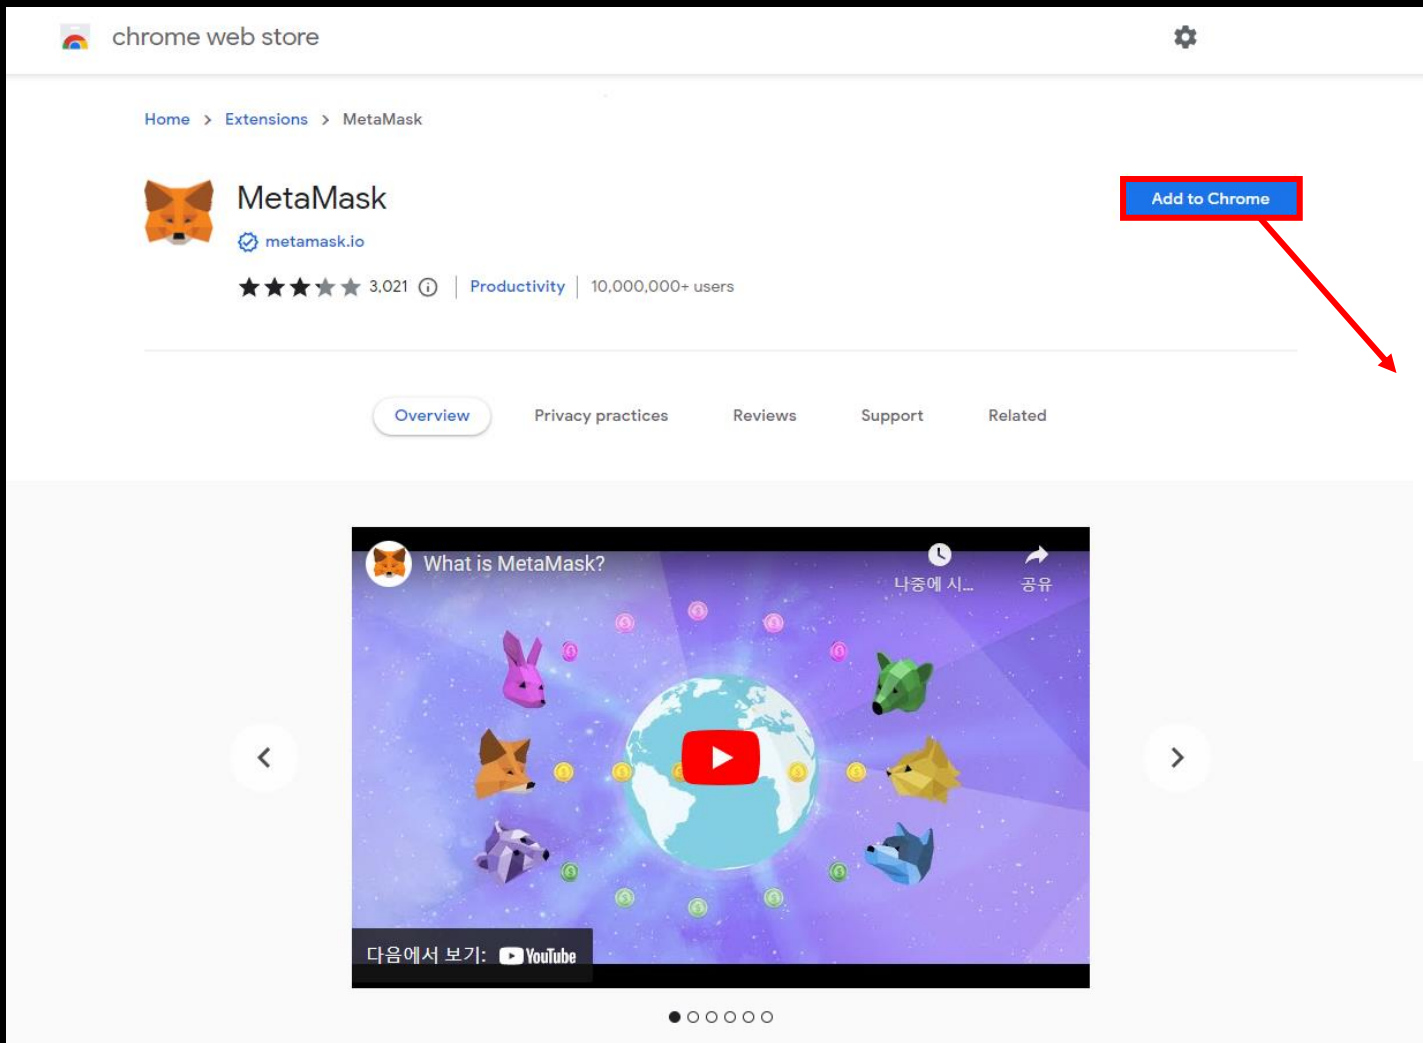 chrome web store
Home > Extensions > MetaMask
MetaMask
Add to Chrome
metamask.io
3,021 | Productivity | 10,000,000+ users
Overview Privacy practices Reviews Support Related
What is MetaMask?
나중에 시... 공유
다음에서 보기: YouTube